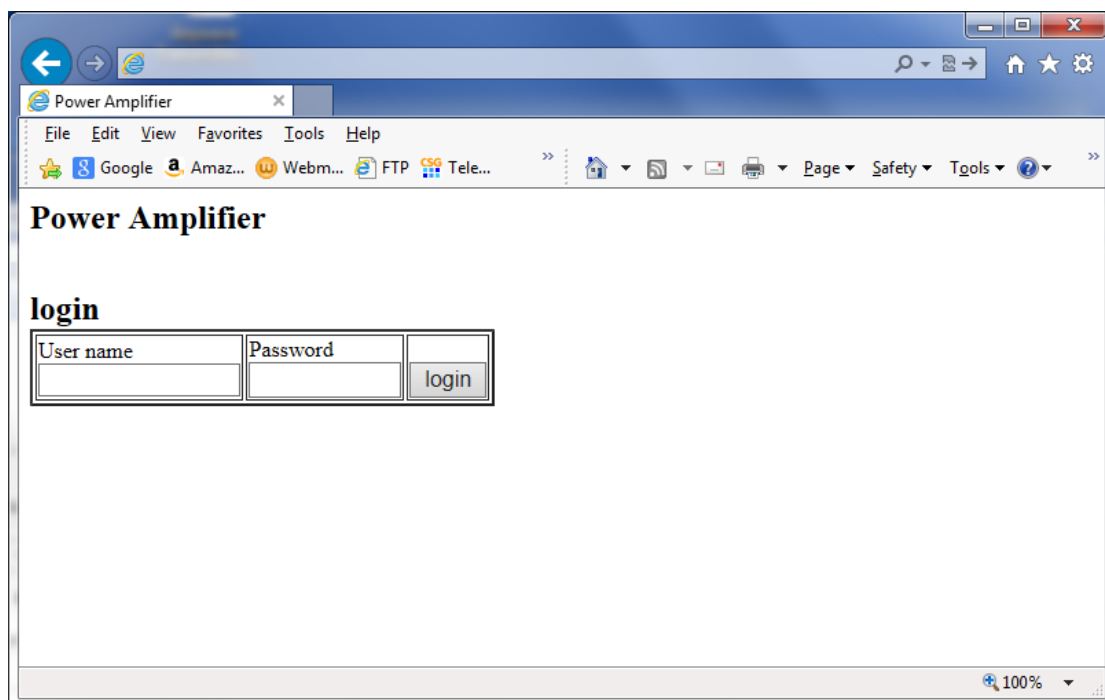 Power Amplifier
File Edit View Favorites Tools Help
Google Amaz... Webm... FTP CSG Tele... » Page Safety Tools »
Power Amplifier
login
User name Password
login
100%